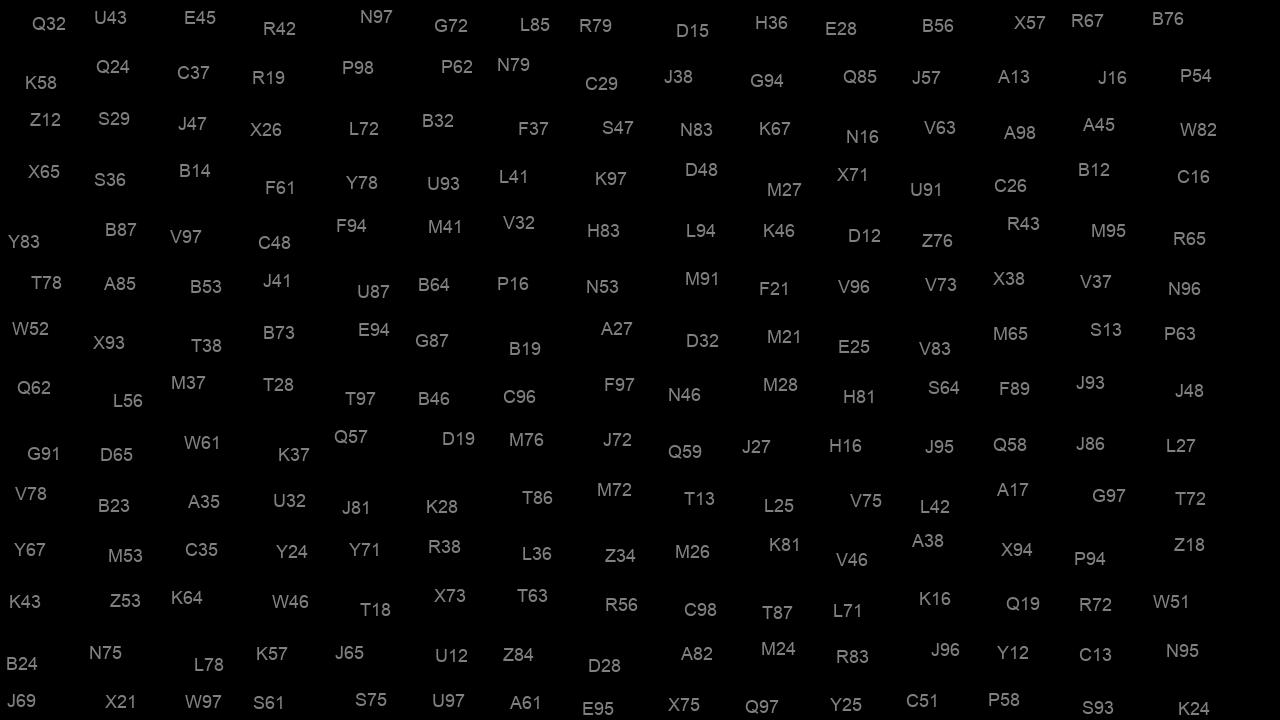 Q32 U43 E45 R42 N97 G72 L85 R79 D15 H36 E28 B56 X57 R67 B76
K58 Q24 C37 R19 P98 P62 N79 C29 J38 G94 Q85 J57 A13 J16 P54
Z12 S29 J47 X26 L72 B32 F37 S47 N83 K67 N16 V63 A98 A45 W82
X65 S36 B14 F61 Y78 U93 L41 K97 D48 M27 X71 U91 C26 B12 C16
Y83 B87 V97 C48 F94 M41 V32 H83 L94 K46 D12 Z76 R43 M95 R65
T78 A85 B53 J41 U87 B64 P16 N53 M91 F21 V96 V73 X38 V37 N96
W52 X93 T38 B73 E94 G87 B19 A27 D32 M21 E25 V83 M65 S13 P63
Q62 L56 M37 T28 T97 B46 C96 F97 N46 M28 H81 S64 F89 J93 J48
G91 D65 W61 K37 Q57 D19 M76 J72 Q59 J27 H16 J95 Q58 J86 L27
V78 B23 A35 U32 J81 K28 T86 M72 T13 L25 V75 L42 A17 G97 T72
Y67 M53 C35 Y24 Y71 R38 L36 Z34 M26 K81 V46 A38 X94 P94 Z18
K43 Z53 K64 W46 T18 X73 T63 R56 C98 T87 L71 K16 Q19 R72 W51
B24 N75 L78 K57 J65 U12 Z84 D28 A82 M24 R83 J96 Y12 C13 N95
J69 X21 W97 S61 S75 U97 A61 E95 X75 Q97 Y25 C51 P58 S93 K24